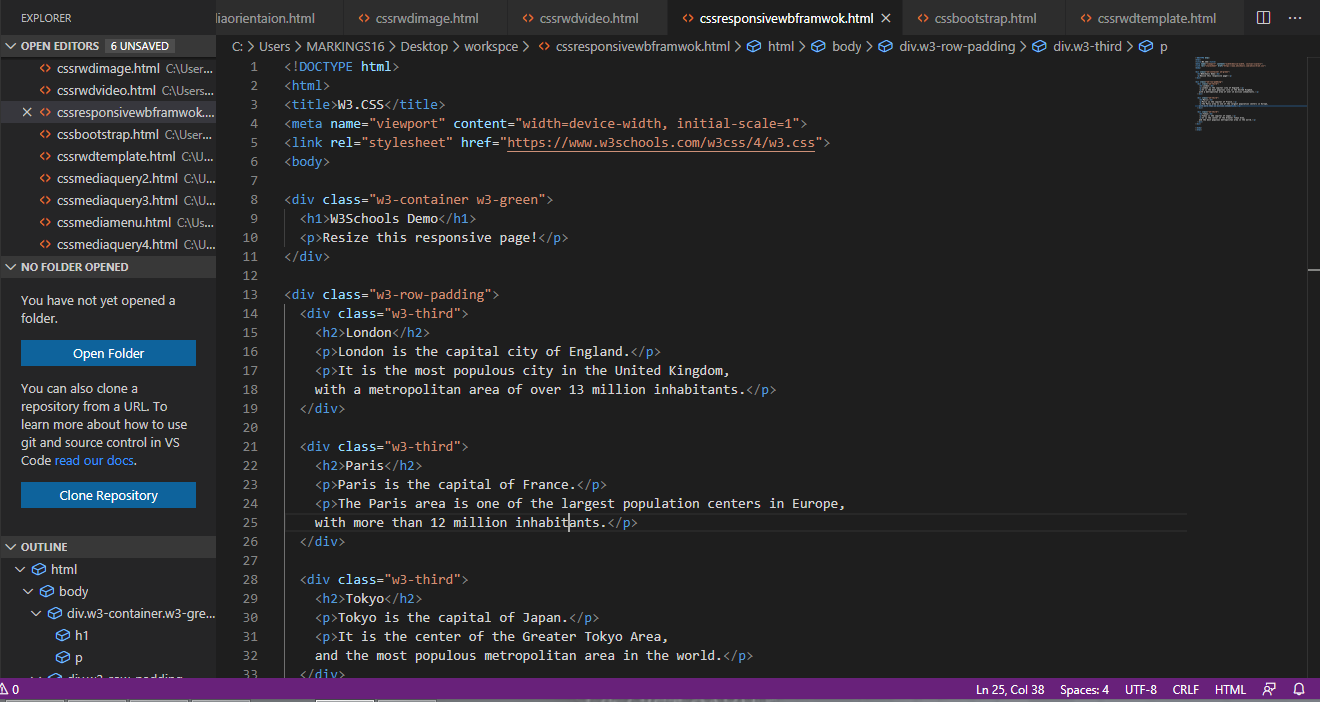 EXPLORER
liaorientaion.html
cssrwdimage.html
cssrwdvideo.html
cssresponsivewbframwok.html
cssbootstrap.html
cssrwdtemplate.html
OPEN EDITORS 6 UNSAVED
C: > Users > MARKINGS16 > Desktop > workspce > cssresponsivewbframwok.html > html > body > div.w3-row-padding > div.w3-third > p
cssrwdimage.html C:\User...
cssrwdvideo.html C:\Users...
cssresponsivewbframwok....
cssbootstrap.html C:\User...
cssrwdtemplate.html C:\U...
cssmediaquery2.html C:\U...
cssmediaquery3.html C:\U...
cssmediamenu.html C:\Us...
cssmediaquery4.html C:\U...
NO FOLDER OPENED
You have not yet opened a
folder.
Open Folder
You can also clone a
repository from a URL. To
learn more about how to use
git and source control in VS
Code read our docs.
Clone Repository
OUTLINE
html
body
div.w3-container.w3-gre...
h1
p
div.w3-row-padding
1 <!DOCTYPE html>
2 <html>
3 <title>W3.CSS</title>
4 <meta name="viewport" content="width=device-width, initial-scale=1">
5 <link rel="stylesheet" href="https://www.w3schools.com/w3css/4/w3.css">
6 <body>
7
8 <div class="w3-container w3-green">
9 <h1>W3Schools Demo</h1>
10 <p>Resize this responsive page!</p>
11 </div>
12
13 <div class="w3-row-padding">
14 <div class="w3-third">
15 <h2>London</h2>
16 <p>London is the capital city of England.</p>
17 <p>It is the most populous city in the United Kingdom,
18 with a metropolitan area of over 13 million inhabitants.</p>
19 </div>
20
21 <div class="w3-third">
22 <h2>Paris</h2>
23 <p>Paris is the capital of France.</p>
24 <p>The Paris area is one of the largest population centers in Europe,
25 with more than 12 million inhabitants.</p>
26 </div>
27
28 <div class="w3-third">
29 <h2>Tokyo</h2>
30 <p>Tokyo is the capital of Japan.</p>
31 <p>It is the center of the Greater Tokyo Area,
32 and the most populous metropolitan area in the world.</p>
33 </div>
0
Ln 25, Col 38
Spaces: 4
UTF-8
CRLF
HTML